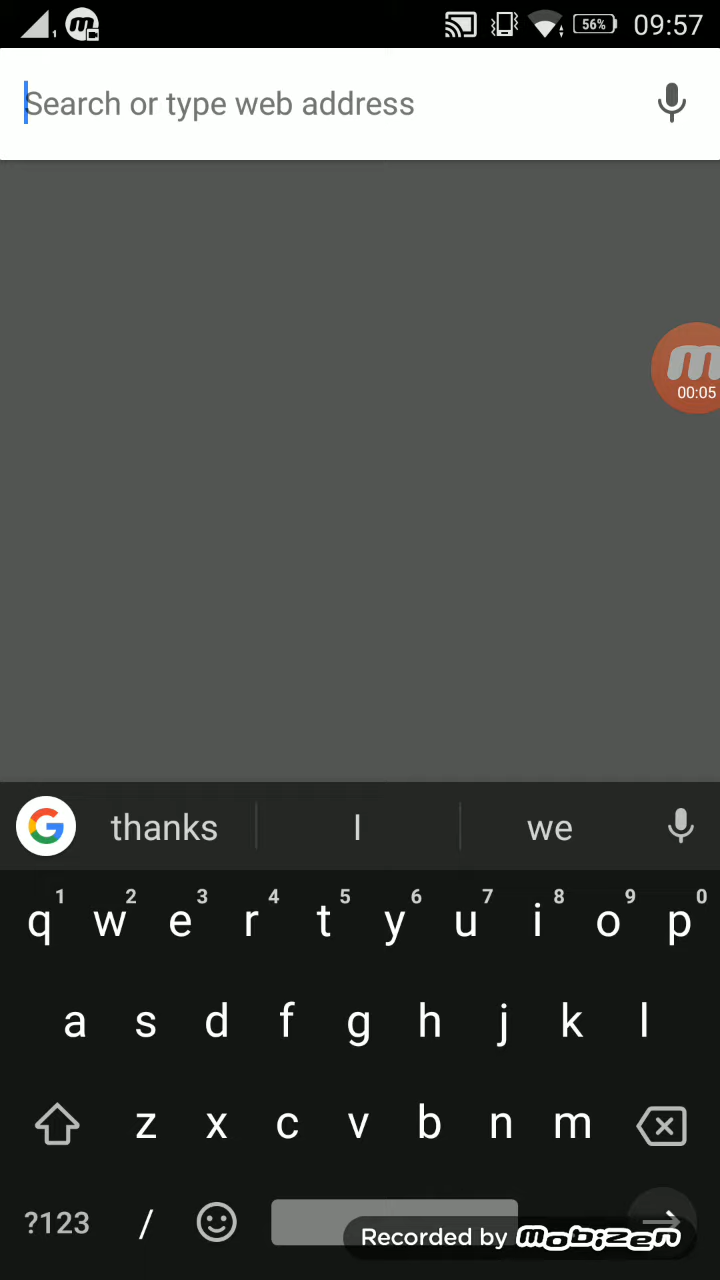 1 m 56% 09:57
Search or type web address
m
00:05
G thanks I we
1 2 3 4 5 6 7 8 9 0
q w e r t y u i o p
a s d f g h j k l
z x c v b n m
?123 /
Recorded by mobizen